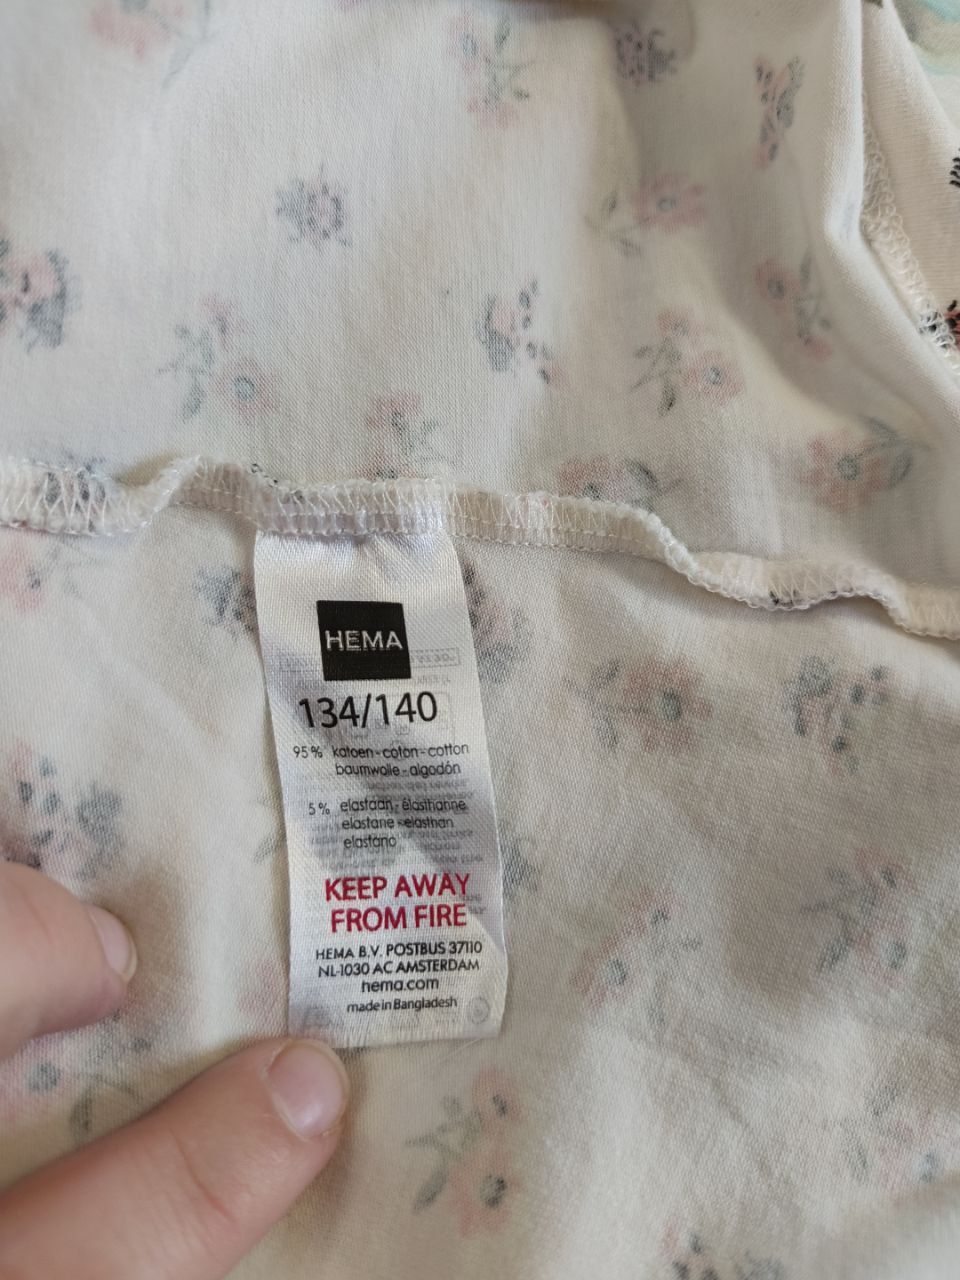 HEMA
134/140
95% katoen-coton-cotton
baumwolle-algodón
5% elastaan-élasthanne
elastane-elasthan
elastano
KEEP AWAY
FROM FIRE
HEMA B.V. POSTBUS 37110
NL-1030 AC AMSTERDAM
hema.com
made in Bangladesh